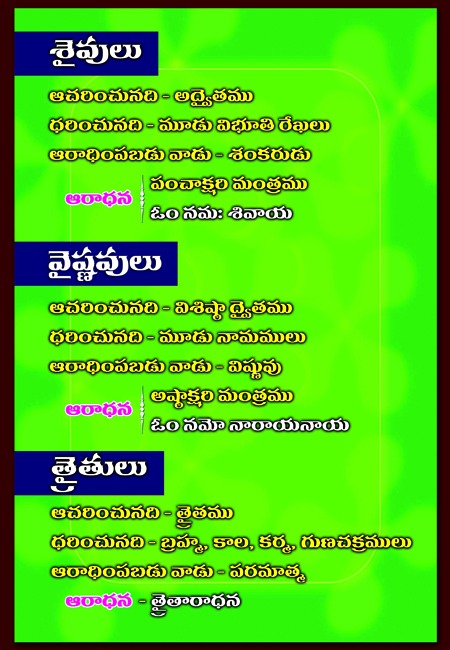 శైవులు
ఆచరించునది - అద్వైతము
ధరించునది - మూడు విభూతి రేఖలు
ఆరాధింపబడు వాడు - శంకరుడు
ఆరాధన
పంచాక్షరి మంత్రము
ఓం నమః శివాయ
వైష్ణవులు
ఆచరించునది - విశిష్ఠా ద్వైతము
ధరించునది - మూడు నామములు
ఆరాధింపబడు వాడు - విష్ణువు
ఆరాధన
అష్ఠాక్షరి మంత్రము
ఓం నమో నారాయనాయ
త్రైతులు
ఆచరించునది - త్రైతము
ధరించునది - బ్రహ్మ, కాల, కర్మ, గుణచక్రములు
ఆరాధింపబడు వాడు - పరమాత్మ
ఆరాధన - త్రైతారాధన